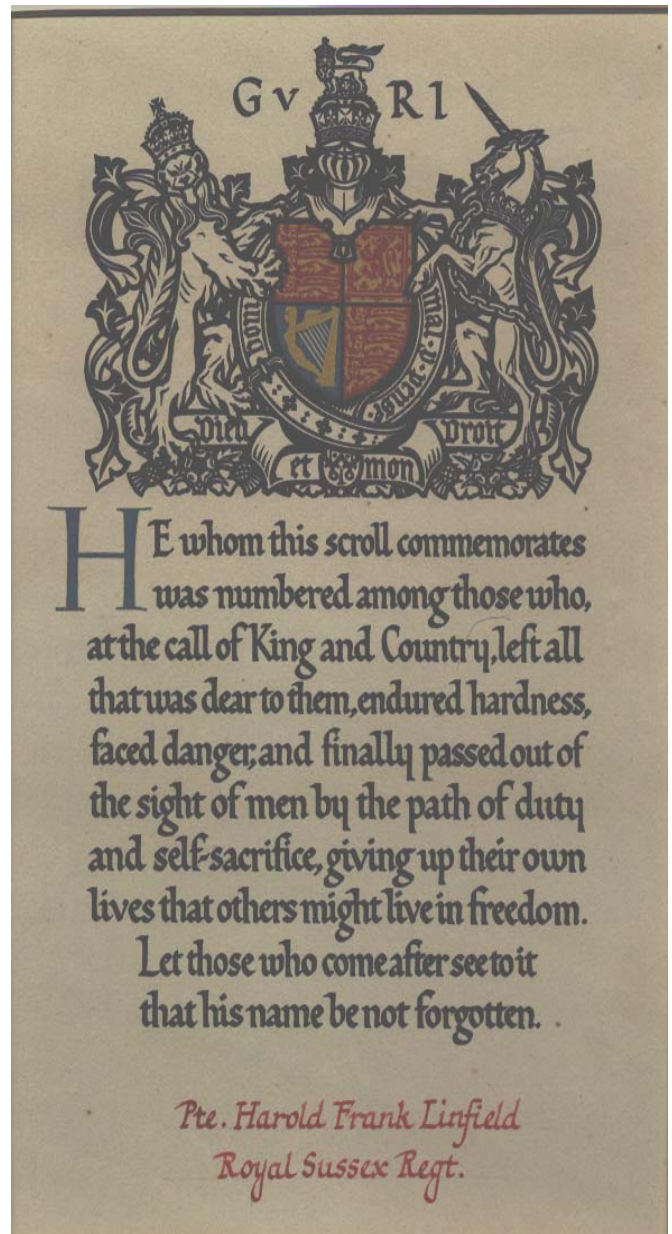 G V R I
Hon
mal y pense
Dieu
Droit
et mon
HE whom this scroll commemorates
was numbered among those who,
at the call of King and Country, left all
that was dear to them, endured hardness,
faced danger, and finally passed out of
the sight of men by the path of duty
and self-sacrifice, giving up their own
lives that others might live in freedom.
Let those who come after see to it
that his name be not forgotten.
Pte. Harold Frank Linfield
Royal Sussex Regt.